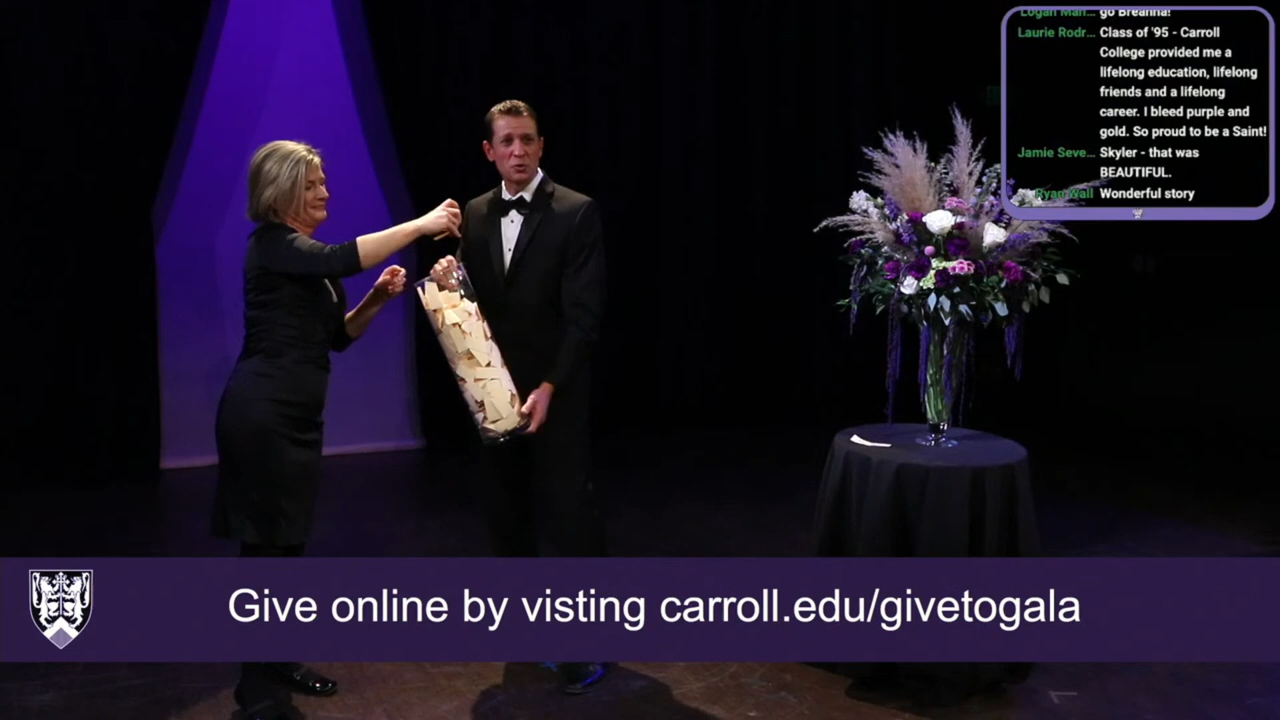 Logan Man... go Breanna!
Laurie Rodr... Class of '95 - Carroll
College provided me a
lifelong education, lifelong
friends and a lifelong
career. I bleed purple and
gold. So proud to be a Saint!
Jamie Seve... Skyler - that was
BEAUTIFUL.
Ryan Wall Wonderful story
Give online by visting carroll.edu/givetogala